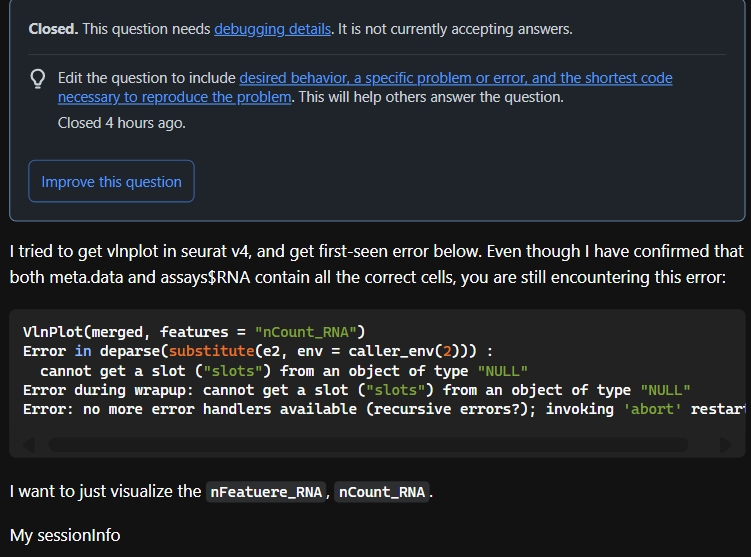 Closed. This question needs debugging details. It is not currently accepting answers.
Edit the question to include desired behavior, a specific problem or error, and the shortest code
necessary to reproduce the problem. This will help others answer the question.
Closed 4 hours ago.
Improve this question
I tried to get vlnplot in seurat v4, and get first-seen error below. Even though I have confirmed that
both meta.data and assays$RNA contain all the correct cells, you are still encountering this error:
VlnPlot(merged, features = "nCount_RNA")
Error in deparse(substitute(e2, env = caller_env(2))) :
cannot get a slot ("slots") from an object of type "NULL"
Error during wrapup: cannot get a slot ("slots") from an object of type "NULL"
Error: no more error handlers available (recursive errors?); invoking 'abort' restart
I want to just visualize the nFeatuere_RNA, nCount_RNA.
My sessionInfo